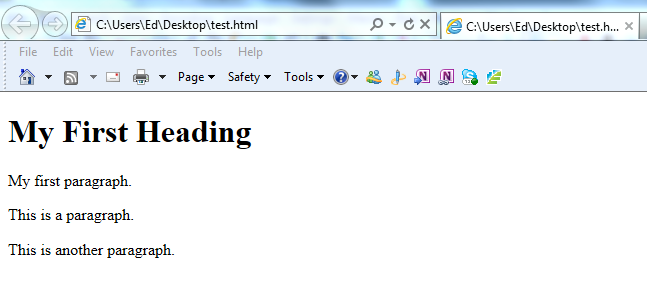 C:\Users\Ed\Desktop\test.html
C:\Users\Ed\Desktop\test.h...
File Edit View Favorites Tools Help
Page Safety Tools
My First Heading
My first paragraph.
This is a paragraph.
This is another paragraph.